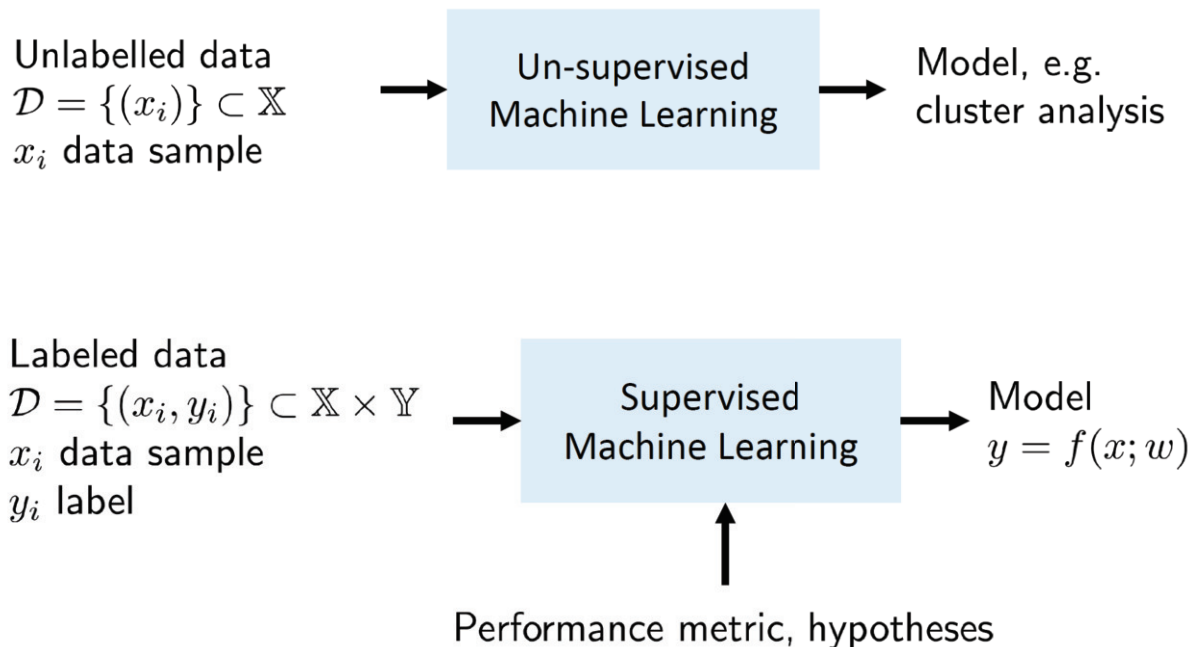 Unlabelled data
𝒟 = {(xᵢ)} ⊂ 𝕏
xᵢ data sample
Un-supervised
Machine Learning
Model, e.g.
cluster analysis
Labeled data
𝒟 = {(xᵢ, yᵢ)} ⊂ 𝕏 × 𝕐
xᵢ data sample
yᵢ label
Supervised
Machine Learning
Model
y = f(x; w)
Performance metric, hypotheses